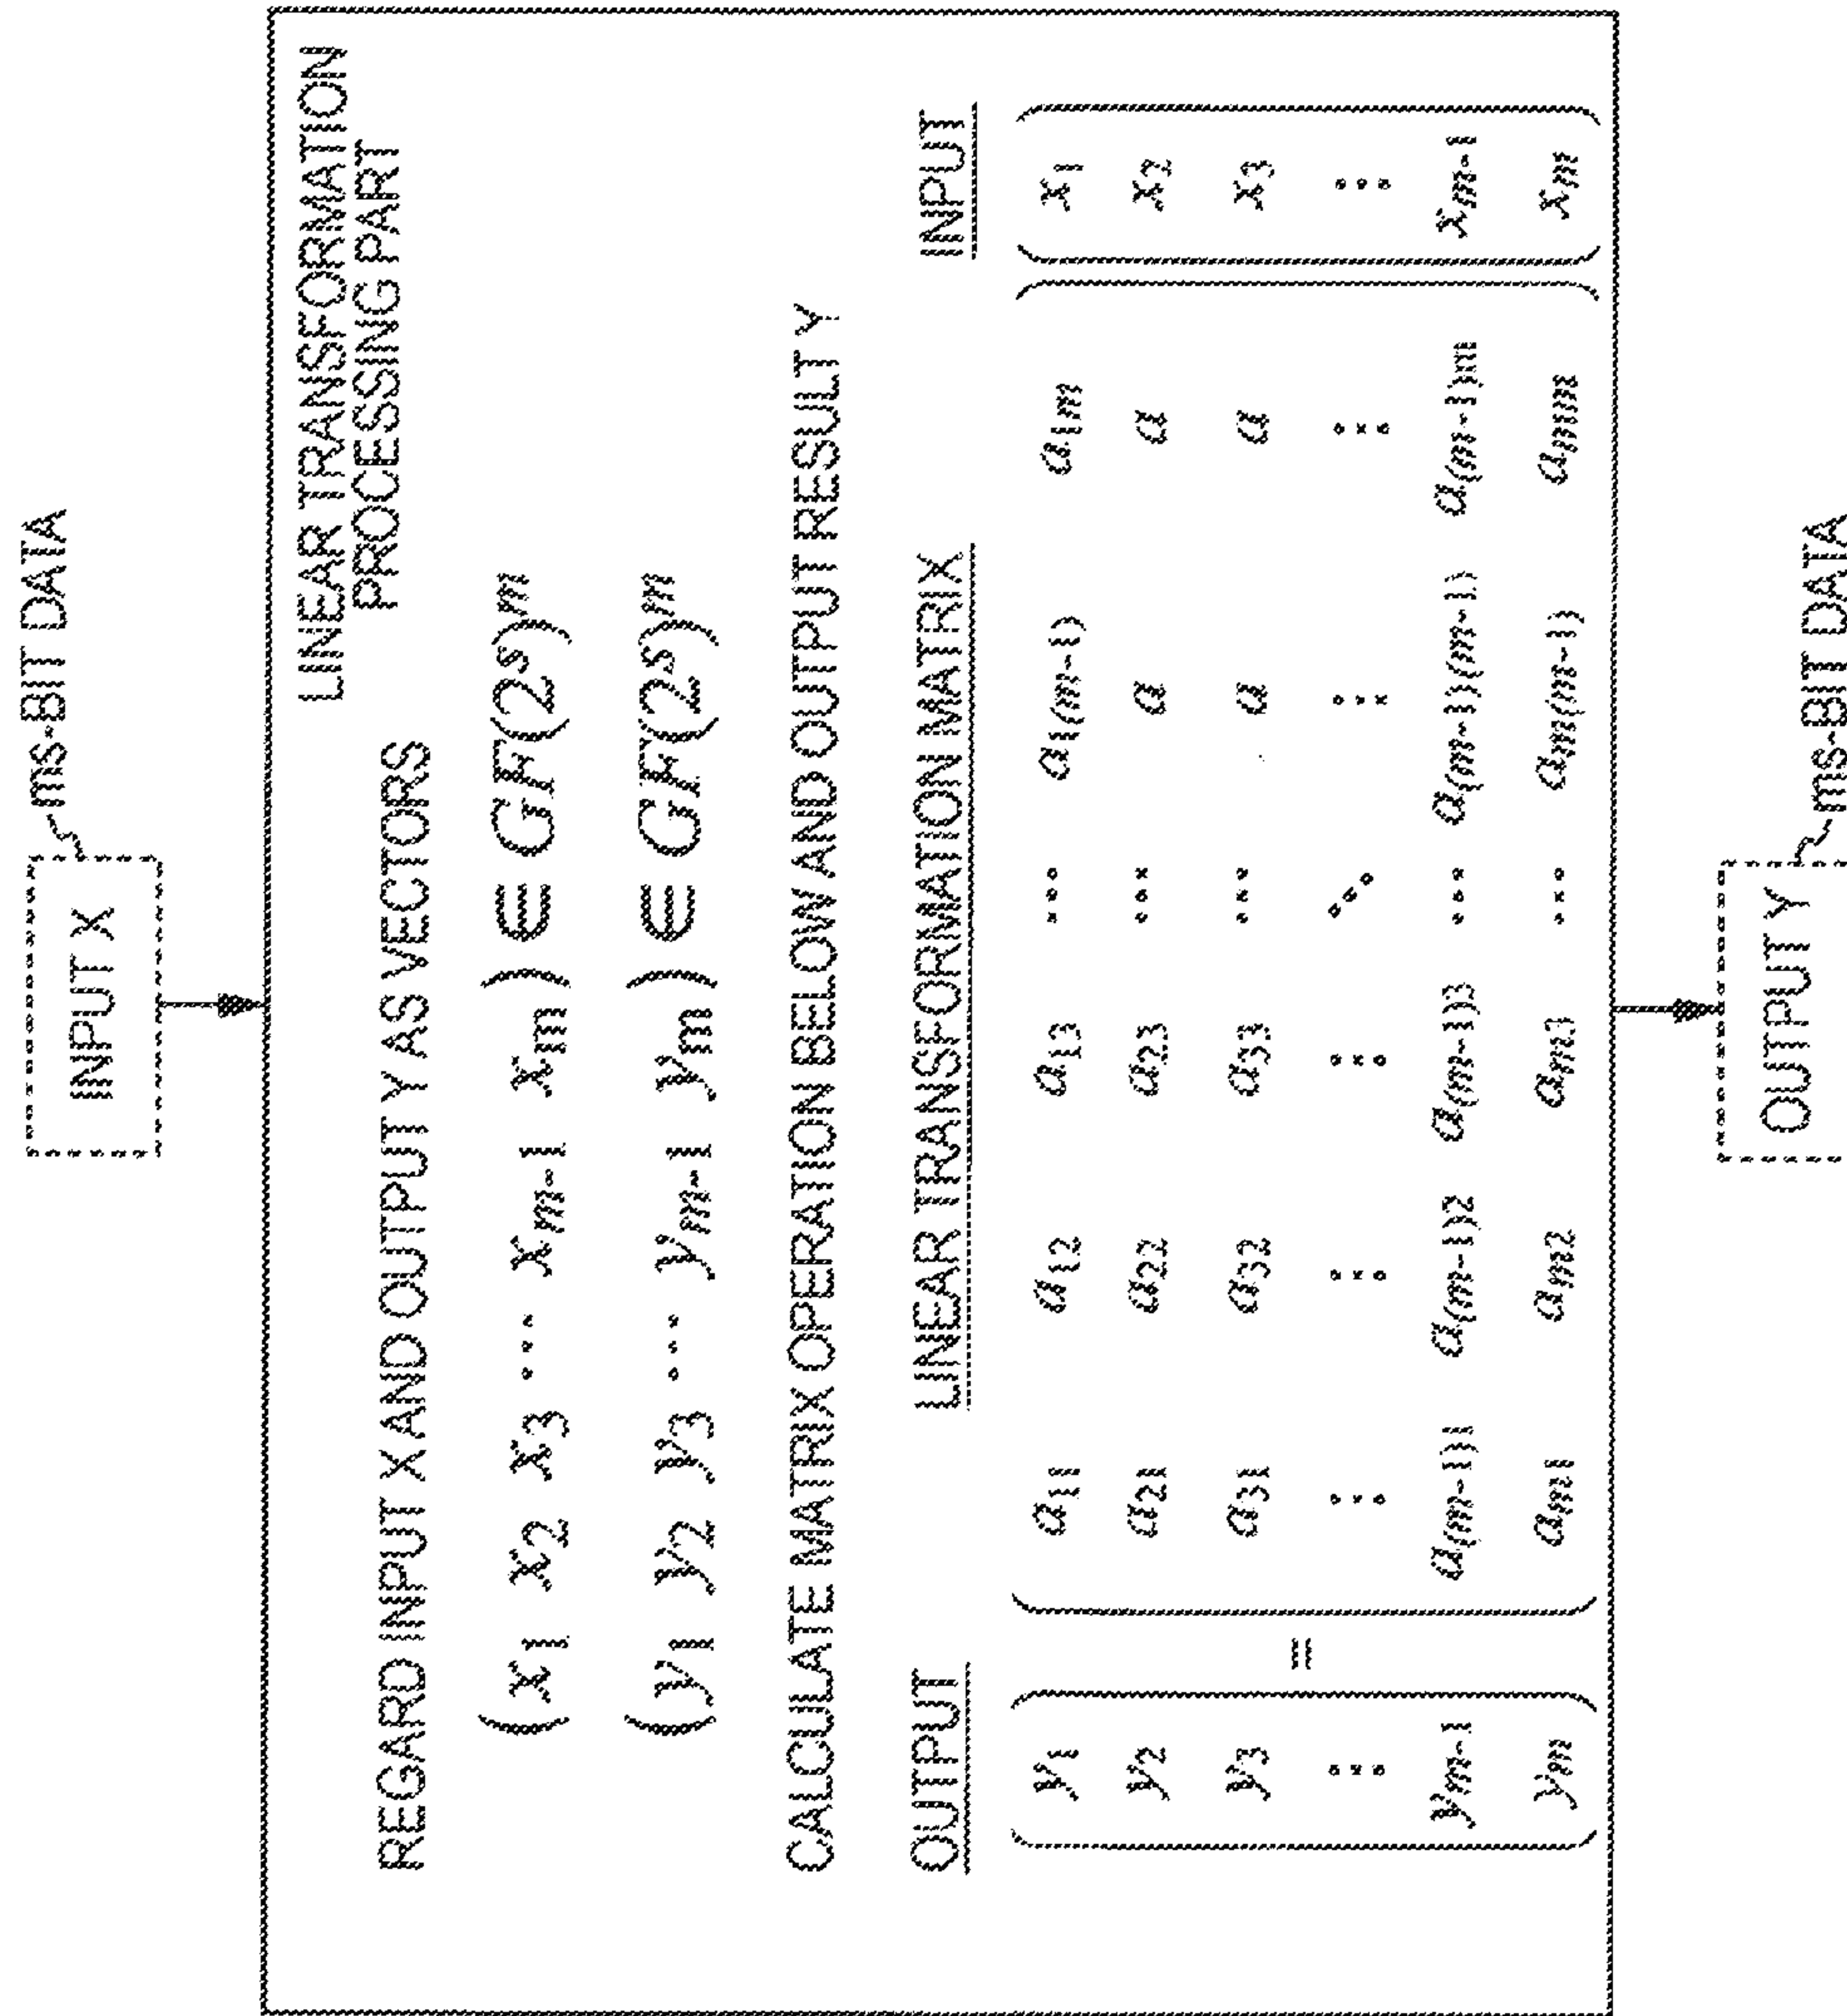 INPUT X
ms-BIT DATA
LINEAR TRANSFORMATION
PROCESSING PART
REGARD INPUT X AND OUTPUT Y AS VECTORS
( x1 x2 x3 ··· xm-1 xm ) ∈ GF(2^s)^m
( y1 y2 y3 ··· ym-1 ym ) ∈ GF(2^s)^m
CALCULATE MATRIX OPERATION BELOW AND OUTPUT RESULT Y
OUTPUT LINEAR TRANSFORMATION MATRIX INPUT
y1 a11 a12 a13 ··· a1(m-1) a1m x1
y2 a21 a22 a23 ··· a a x2
y3 a31 a32 a33 ··· a a x3
··· = ··· ··· ··· ⋱ ··· ··· ···
ym-1 a(m-1)1 a(m-1)2 a(m-1)3 ··· a(m-1)(m-1) a(m-1)m xm-1
ym am1 am2 am3 ··· am(m-1) amm xm
OUTPUT Y
ms-BIT DATA